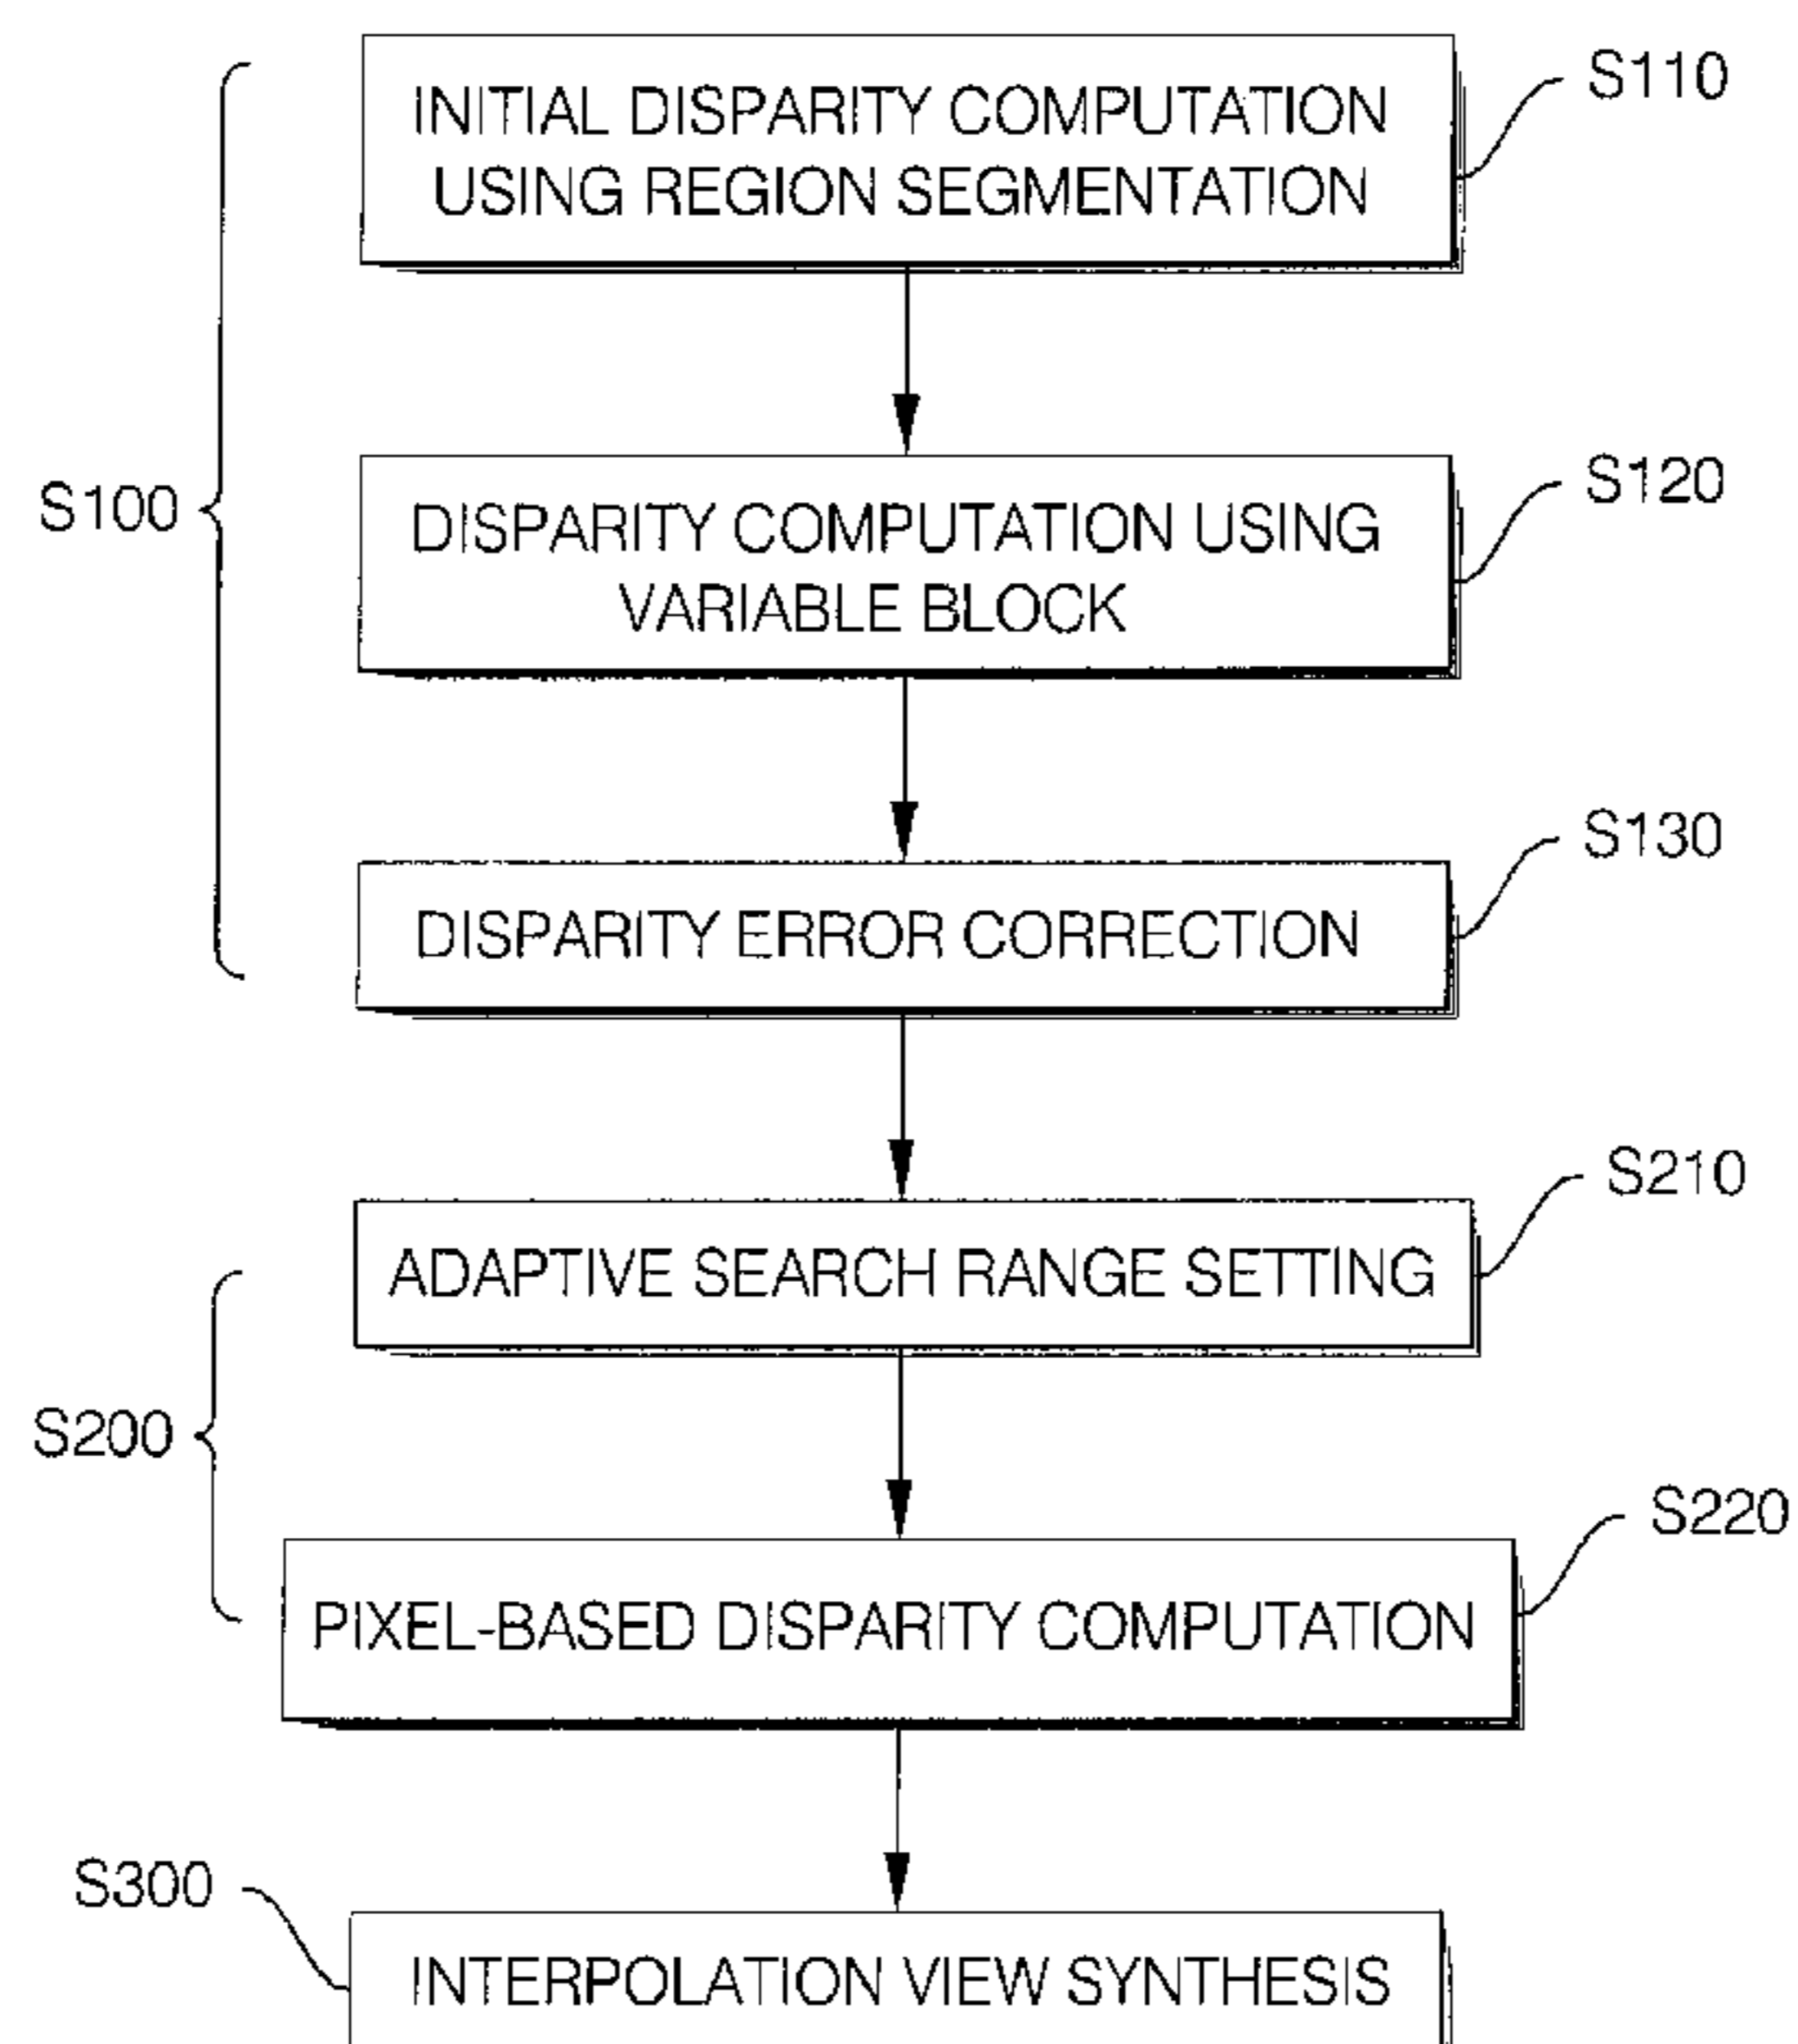 S110
INITIAL DISPARITY COMPUTATION
USING REGION SEGMENTATION
S100
S120
DISPARITY COMPUTATION USING
VARIABLE BLOCK
S130
DISPARITY ERROR CORRECTION
S210
ADAPTIVE SEARCH RANGE SETTING
S200
S220
PIXEL-BASED DISPARITY COMPUTATION
S300
INTERPOLATION VIEW SYNTHESIS